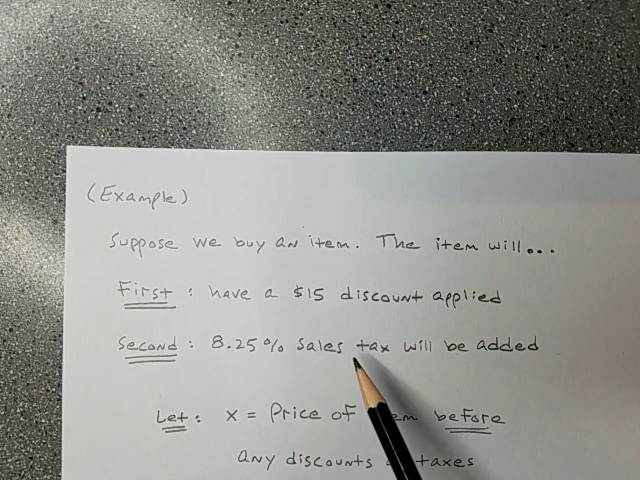 (Example)
Suppose we buy an item. The item will...
First: have a $15 discount applied
Second: 8.25% sales tax will be added
Let: x = Price of before
any discounts taxes